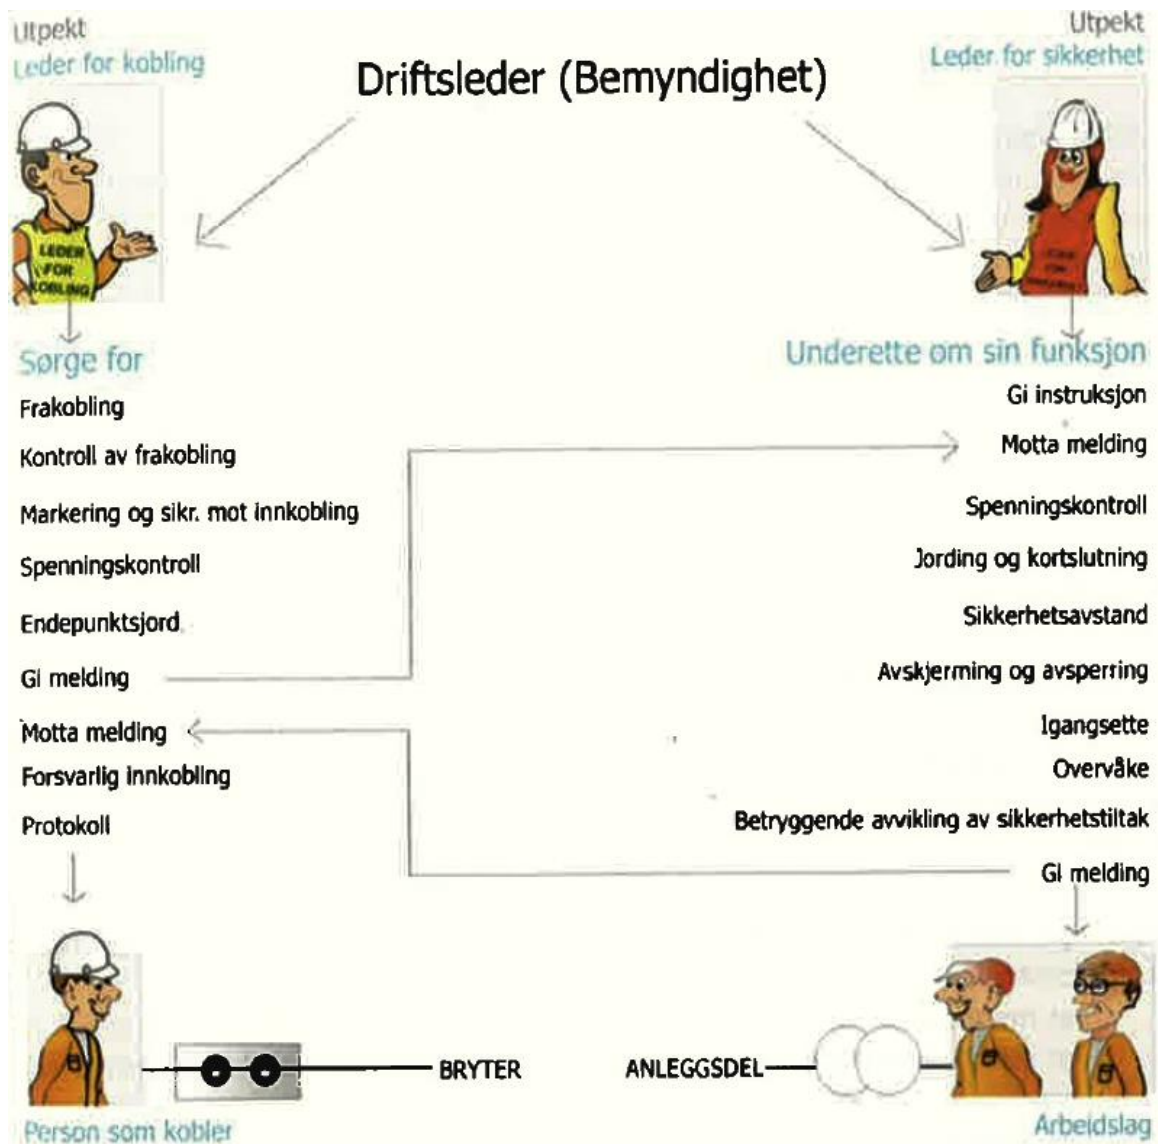 Utpekt
Leder for kobling
Driftsleder (Bemyndighet)
Utpekt
Leder for sikkerhet
LEDER
FOR
KOBLING
Sørge for
Frakobling
Kontroll av frakobling
Markering og sikr. mot innkobling
Spenningskontroll
Endepunktsjord
Gi melding
Motta melding
Forsvarlig innkobling
Protokoll
Underette om sin funksjon
Gi instruksjon
Motta melding
Spenningskontroll
Jording og kortslutning
Sikkerhetsavstand
Avskjerming og avsperring
Igangsette
Overvåke
Betryggende avvikling av sikkerhetstiltak
Gi melding
BRYTER
ANLEGGSDEL
Person som kobler
Arbeidslag